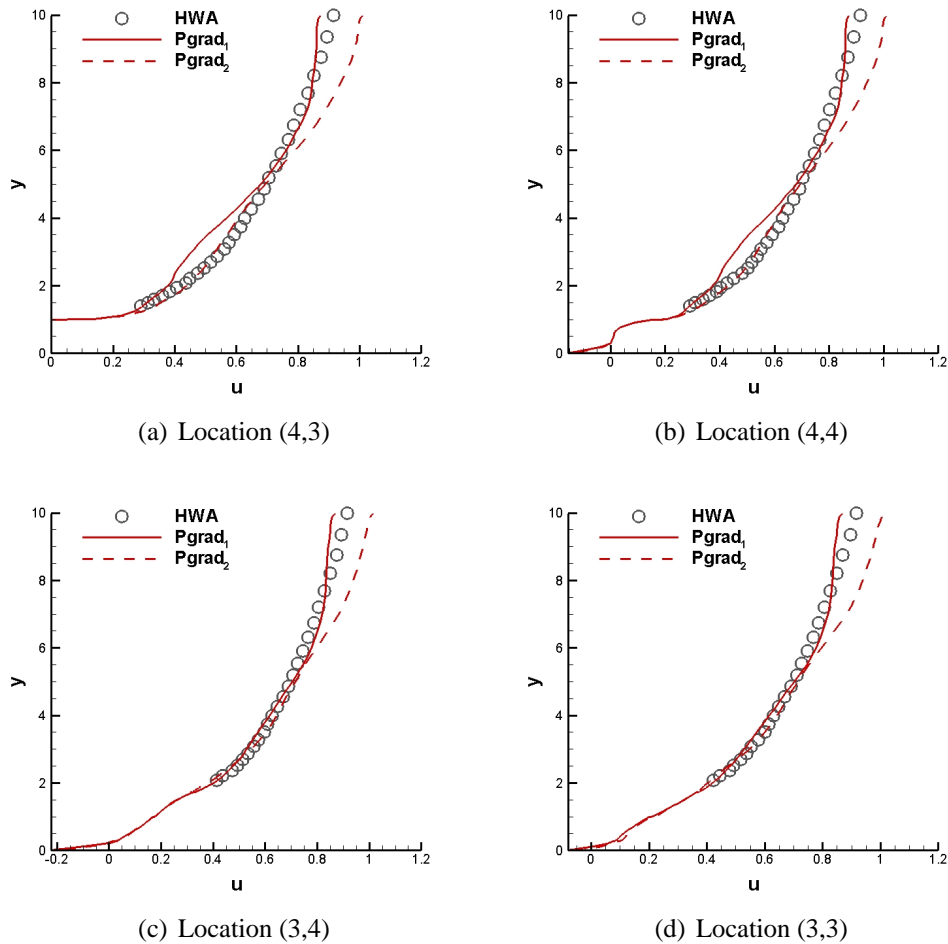 HWA
Pgrad₁
Pgrad₂
10
8
6
4
2
0
y
0 0.2 0.4 0.6 0.8 1 1.2
u
(a) Location (4,3)
HWA
Pgrad₁
Pgrad₂
10
8
6
4
2
0
y
0 0.2 0.4 0.6 0.8 1 1.2
u
(b) Location (4,4)
HWA
Pgrad₁
Pgrad₂
10
8
6
4
2
0
y
-0.2 0 0.2 0.4 0.6 0.8 1 1.2
u
(c) Location (3,4)
HWA
Pgrad₁
Pgrad₂
10
8
6
4
2
0
y
0 0.2 0.4 0.6 0.8 1 1.2
u
(d) Location (3,3)